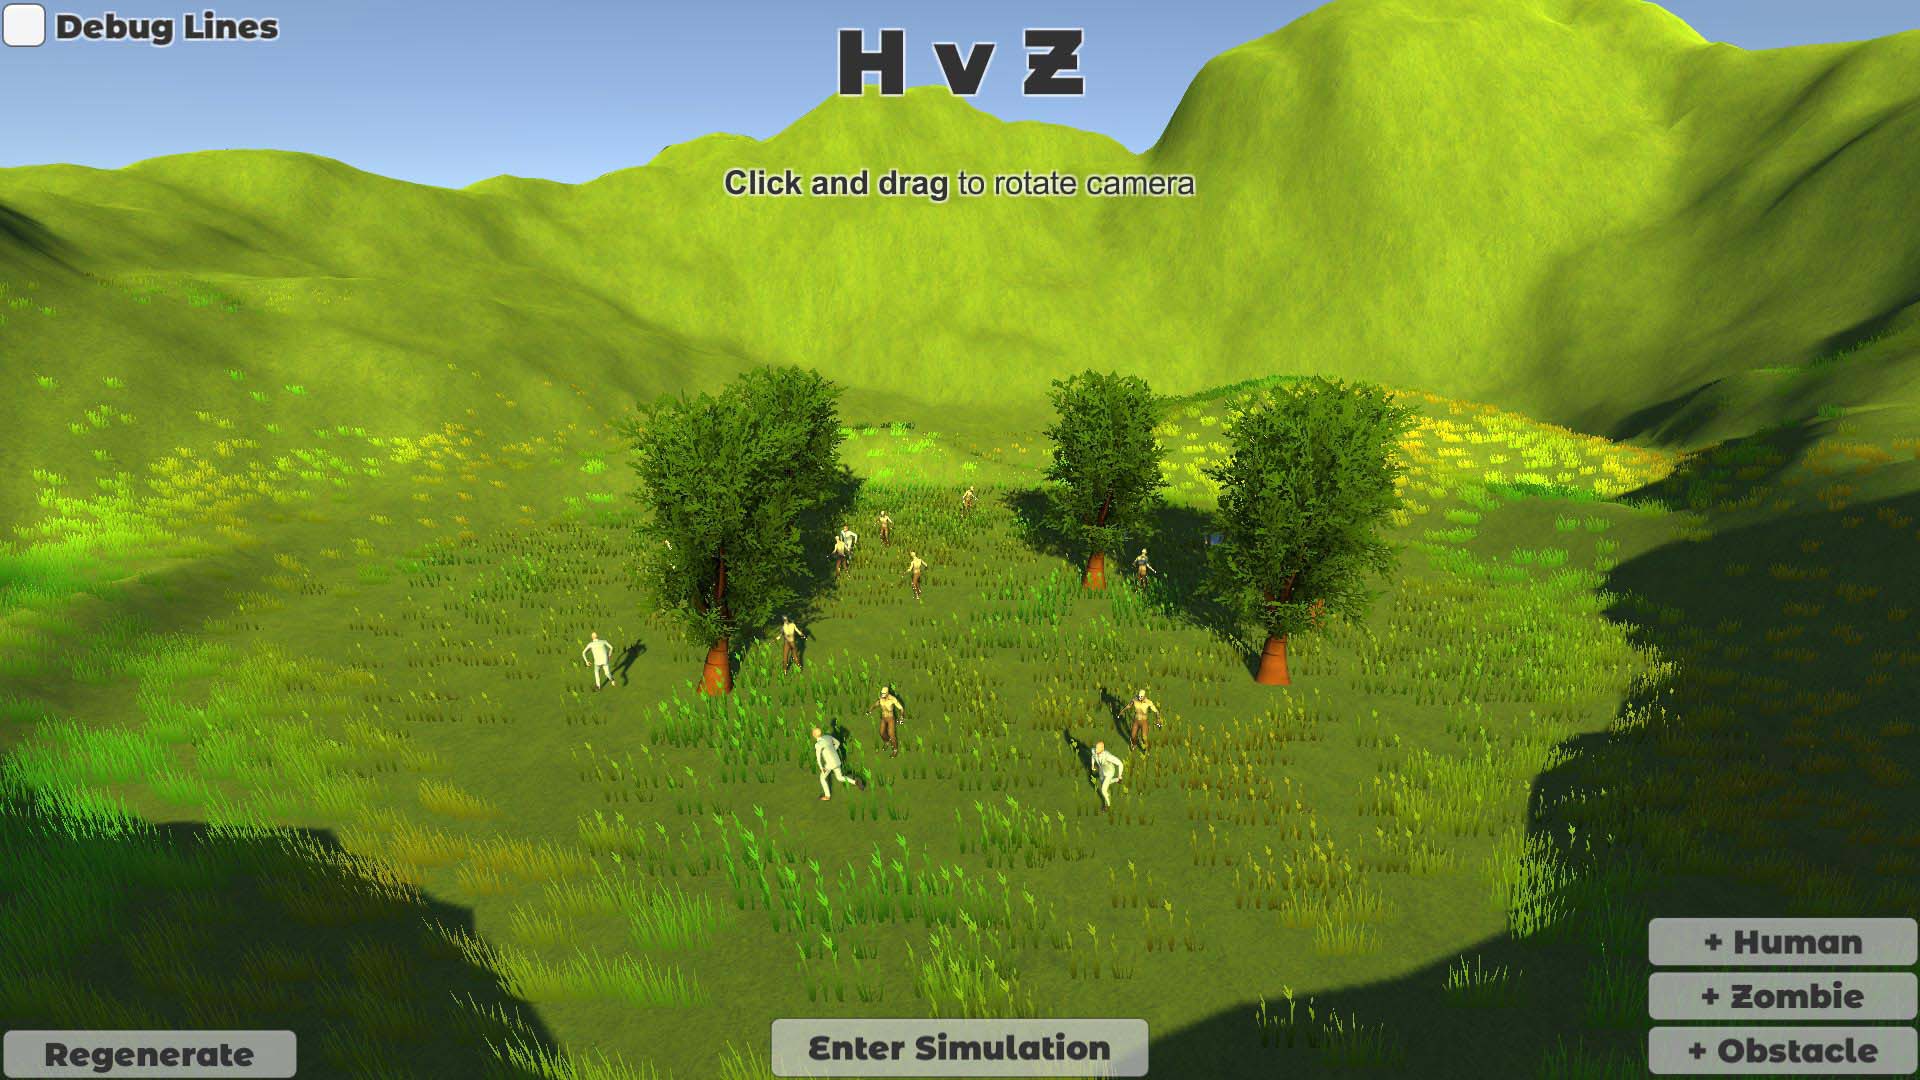 Debug Lines
H v Z
Click and drag to rotate camera
+ Human
+ Zombie
+ Obstacle
Regenerate
Enter Simulation